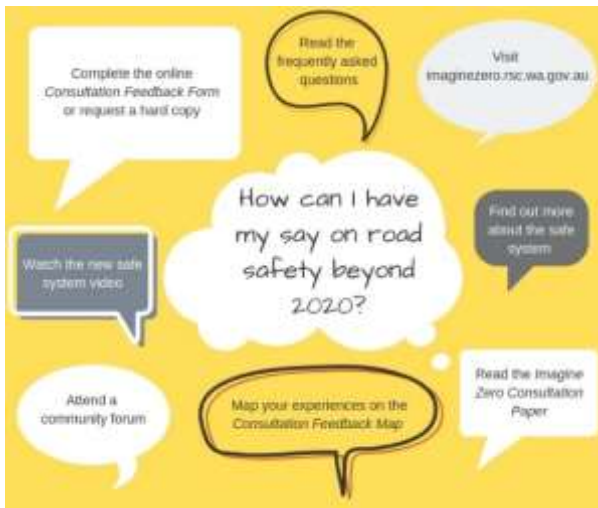 Complete the online
Consultation Feedback Form
or request a hard copy
Read the
frequently asked
questions
Visit
imaginezero.rsc.wa.gov.au
How can I have
my say on road
safety beyond
2020?
Find out more
about the safe
system
Watch the new safe
system video
Attend a
community forum
Map your experiences on the
Consultation Feedback Map
Read the Imagine
Zero Consultation
Paper